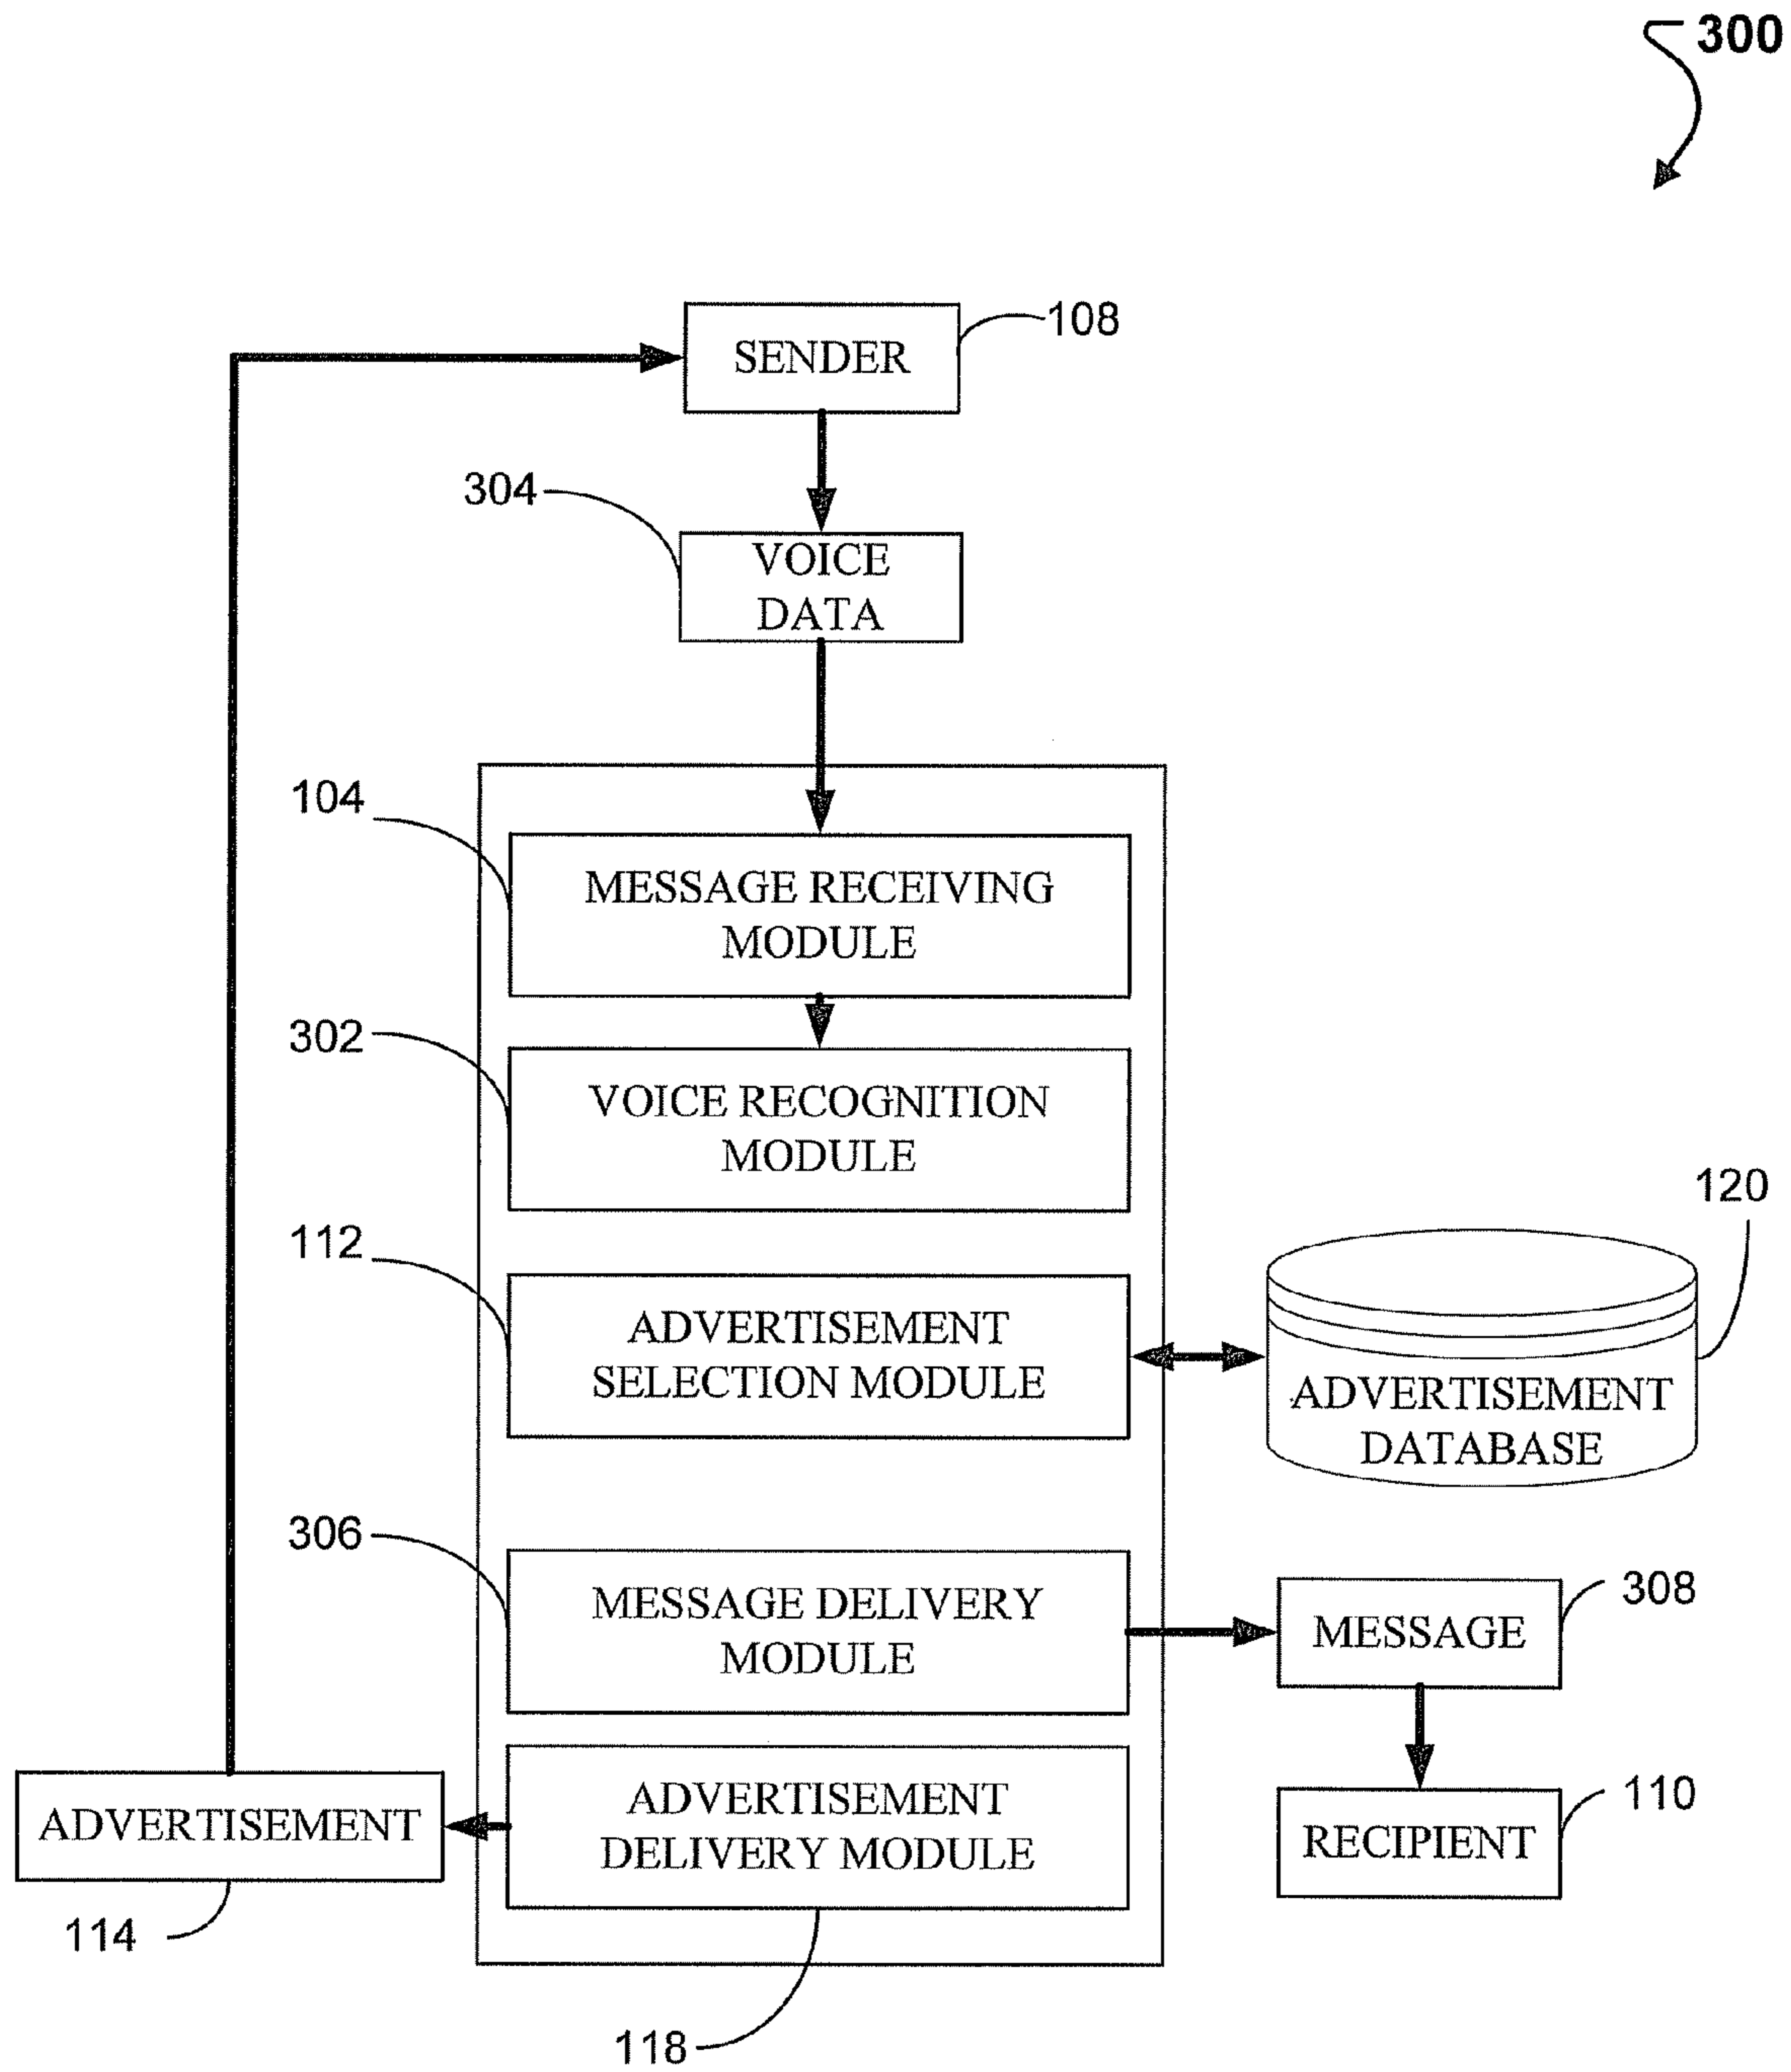 300
108
SENDER
304
VOICE
DATA
104
MESSAGE RECEIVING
MODULE
302
VOICE RECOGNITION
MODULE
112
ADVERTISEMENT
SELECTION MODULE
120
ADVERTISEMENT
DATABASE
306
MESSAGE DELIVERY
MODULE
308
MESSAGE
ADVERTISEMENT
DELIVERY MODULE
110
RECIPIENT
ADVERTISEMENT
114
118